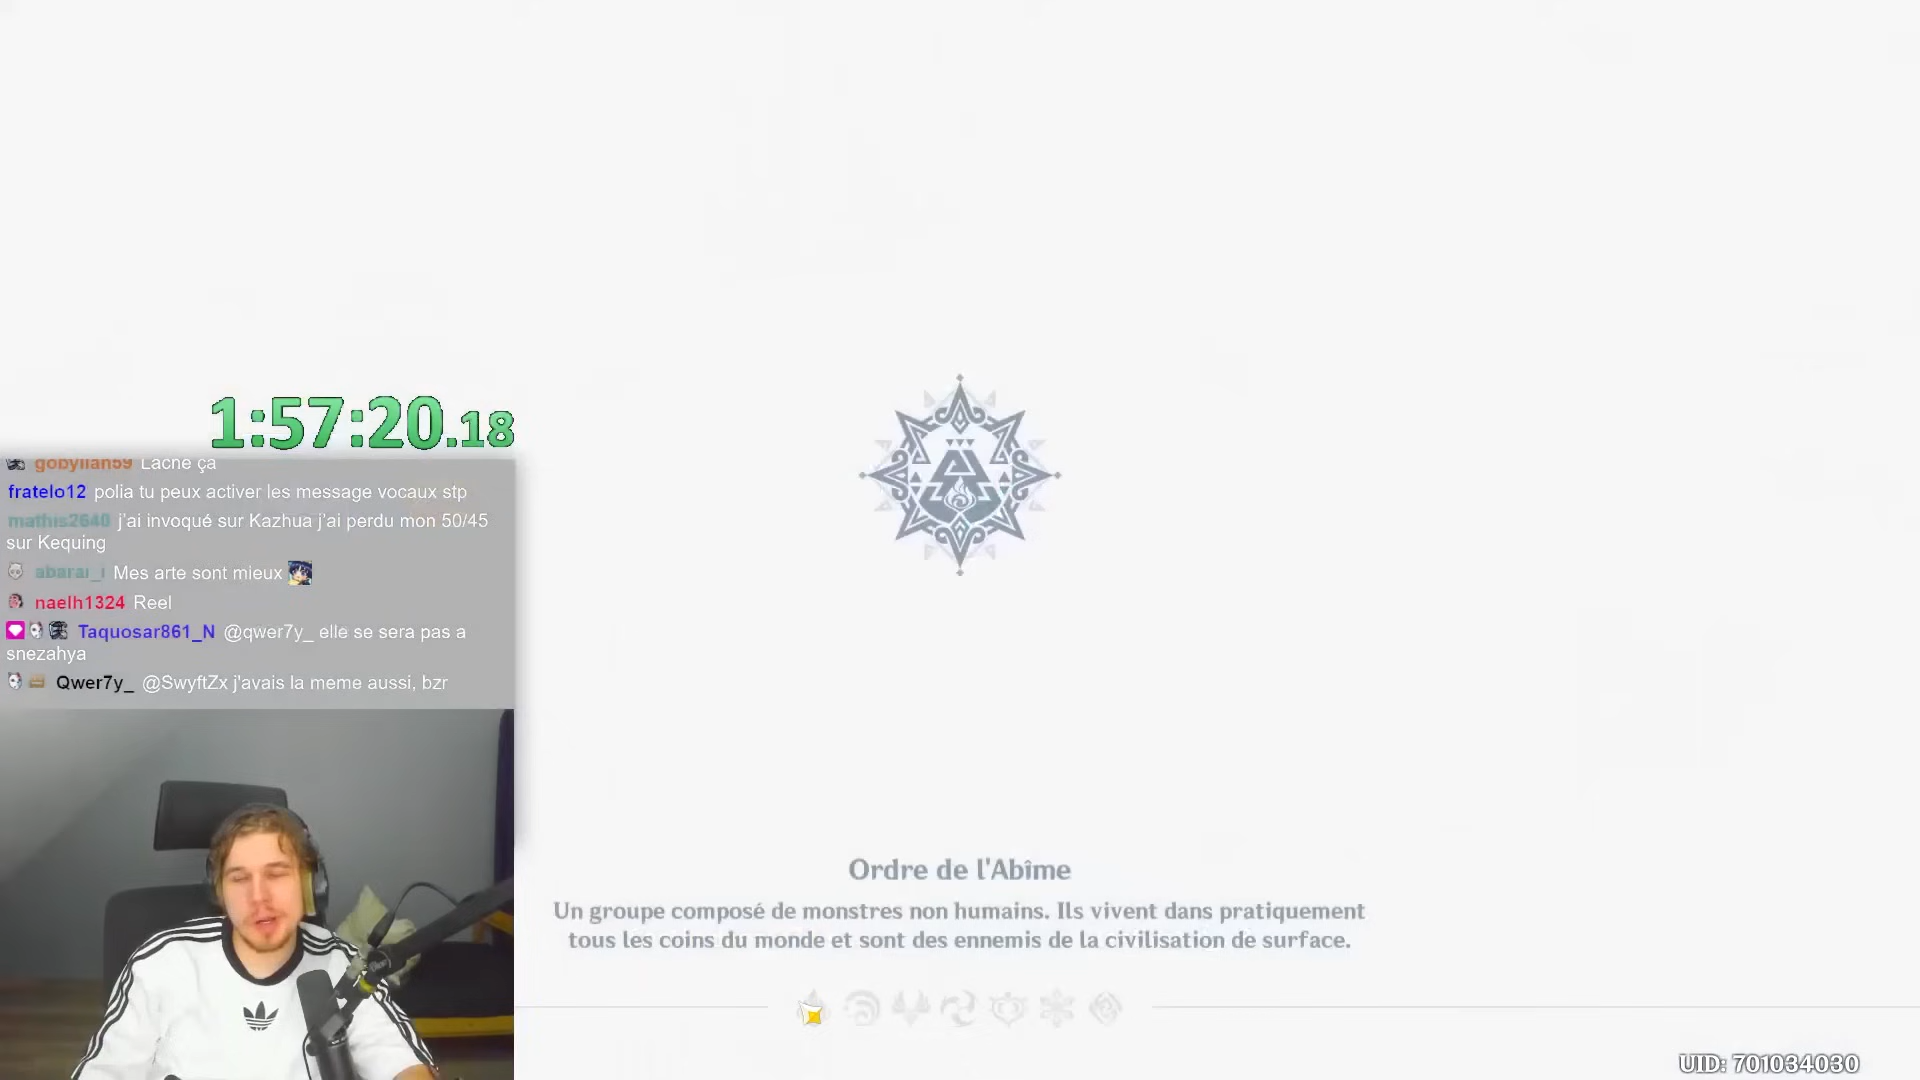 1:57:20.18
gobyllan59 Lache ça
fratelo12 polia tu peux activer les message vocaux stp
mathis2640 j'ai invoqué sur Kazhua j'ai perdu mon 50/45
sur Kequing
abarai_i Mes arte sont mieux
naelh1324 Reel
Taquosar861_N @qwer7y_ elle se sera pas a
snezahya
Qwer7y_ @SwyftZx j'avais la meme aussi, bzr
Ordre de l'Abîme
Un groupe composé de monstres non humains. Ils vivent dans pratiquement
tous les coins du monde et sont des ennemis de la civilisation de surface.
UID: 701034030